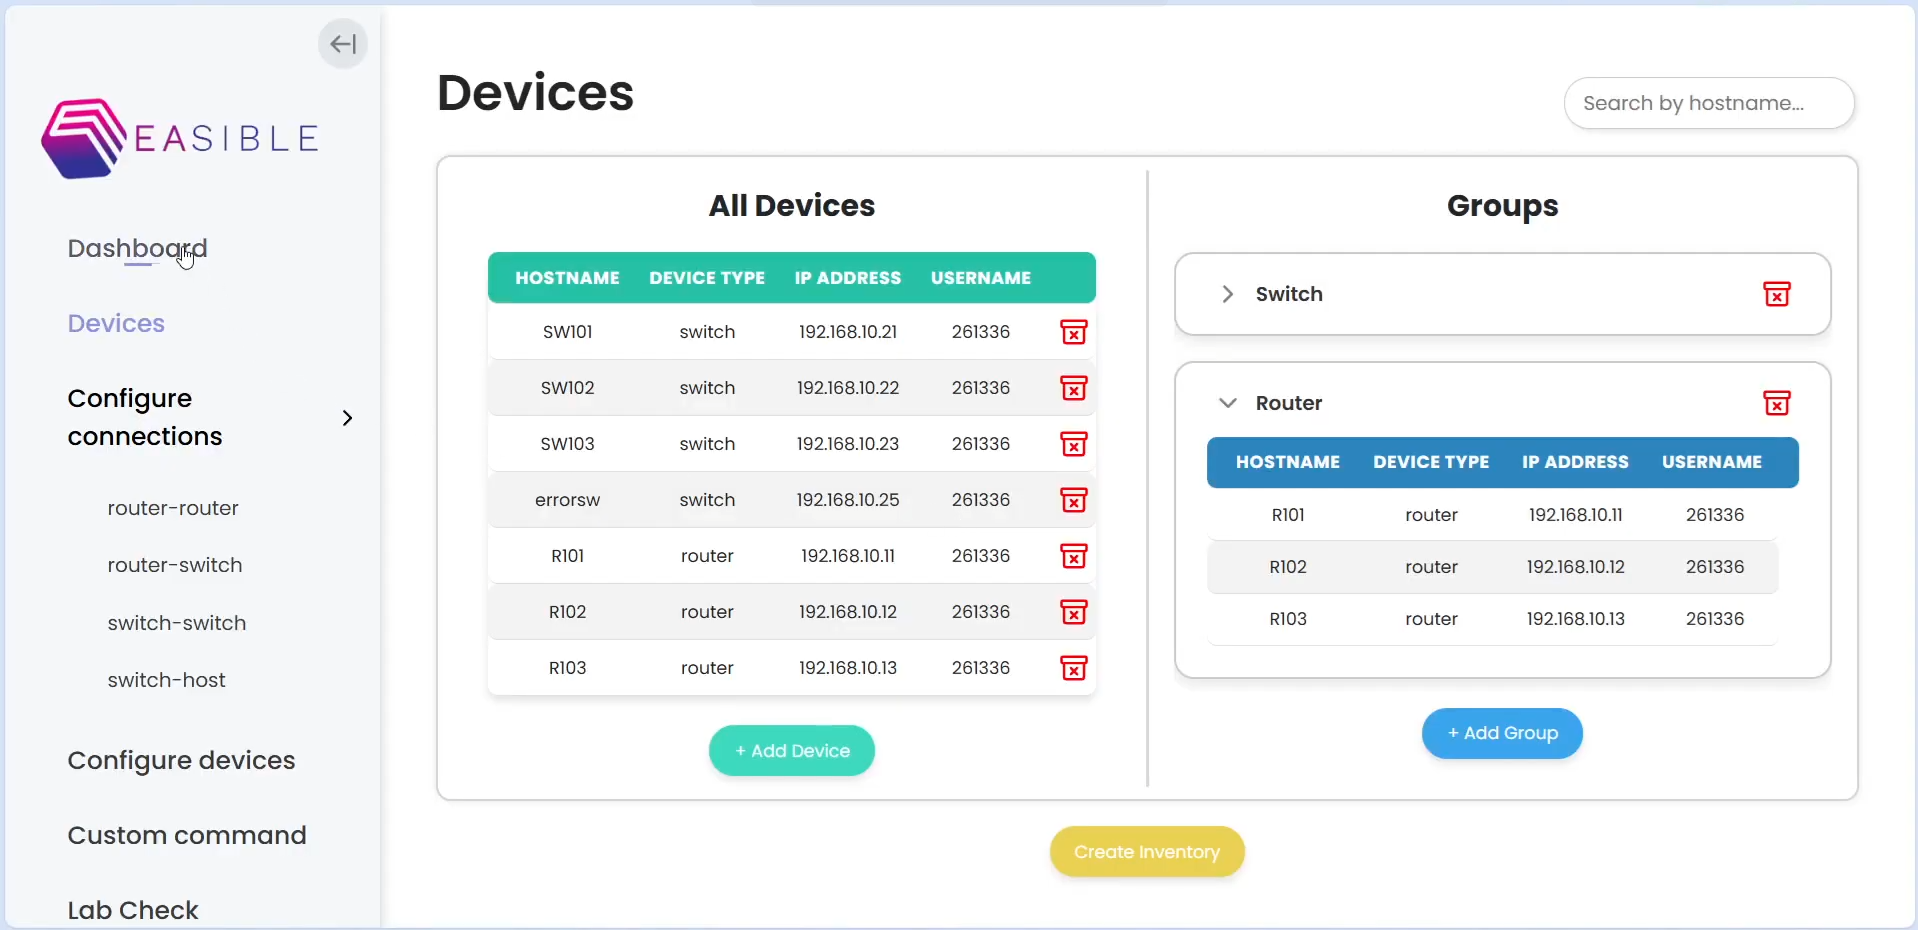 EASIBLE
Dashboard
Devices
Configure
connections
router-router
router-switch
switch-switch
switch-host
Configure devices
Custom command
Lab Check
Devices
Search by hostname...
All Devices
HOSTNAME DEVICE TYPE IP ADDRESS USERNAME
SW101 switch 192.168.10.21 261336
SW102 switch 192.168.10.22 261336
SW103 switch 192.168.10.23 261336
errorsw switch 192.168.10.25 261336
R101 router 192.168.10.11 261336
R102 router 192.168.10.12 261336
R103 router 192.168.10.13 261336
+ Add Device
Groups
Switch
Router
HOSTNAME DEVICE TYPE IP ADDRESS USERNAME
R101 router 192.168.10.11 261336
R102 router 192.168.10.12 261336
R103 router 192.168.10.13 261336
+ Add Group
Create Inventory